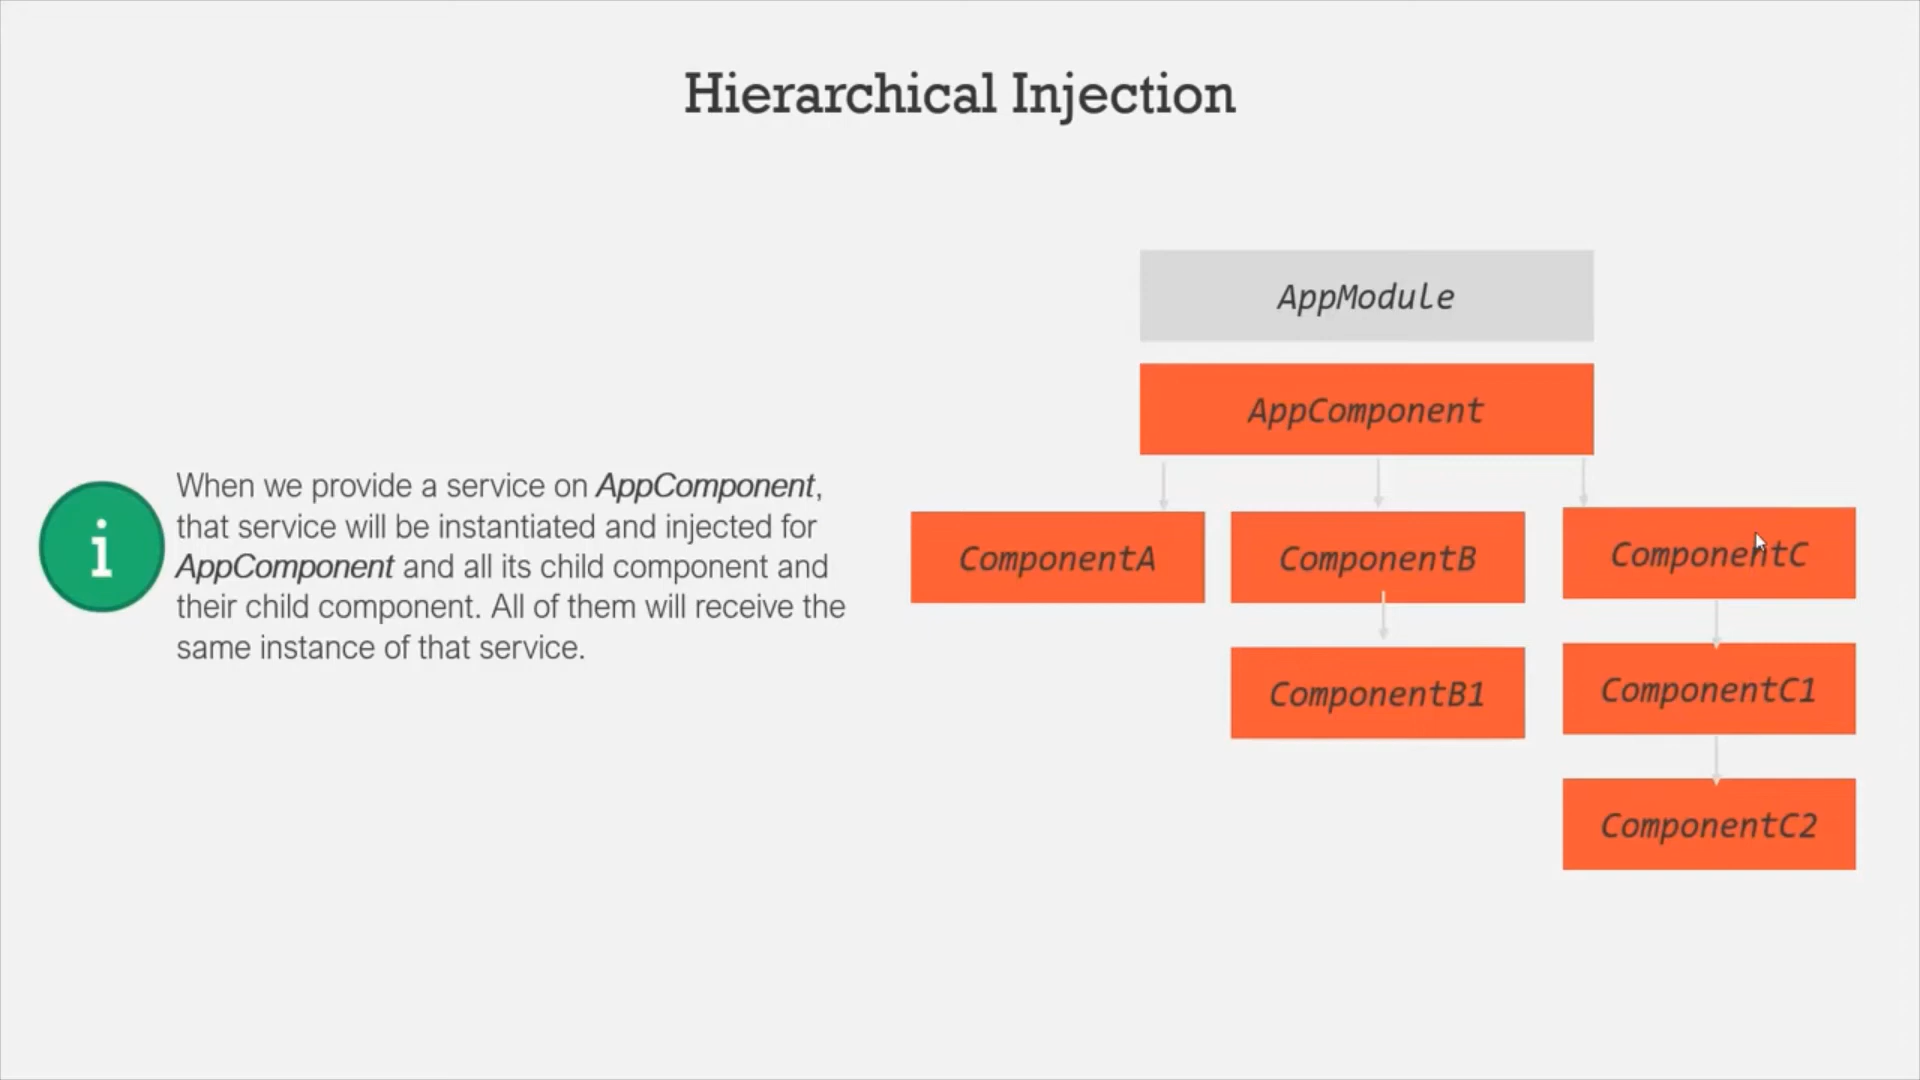 Hierarchical Injection
AppModule
AppComponent
When we provide a service on AppComponent,
that service will be instantiated and injected for
AppComponent and all its child component and
their child component. All of them will receive the
same instance of that service.
ComponentA
ComponentB
ComponentC
ComponentB1
ComponentC1
ComponentC2